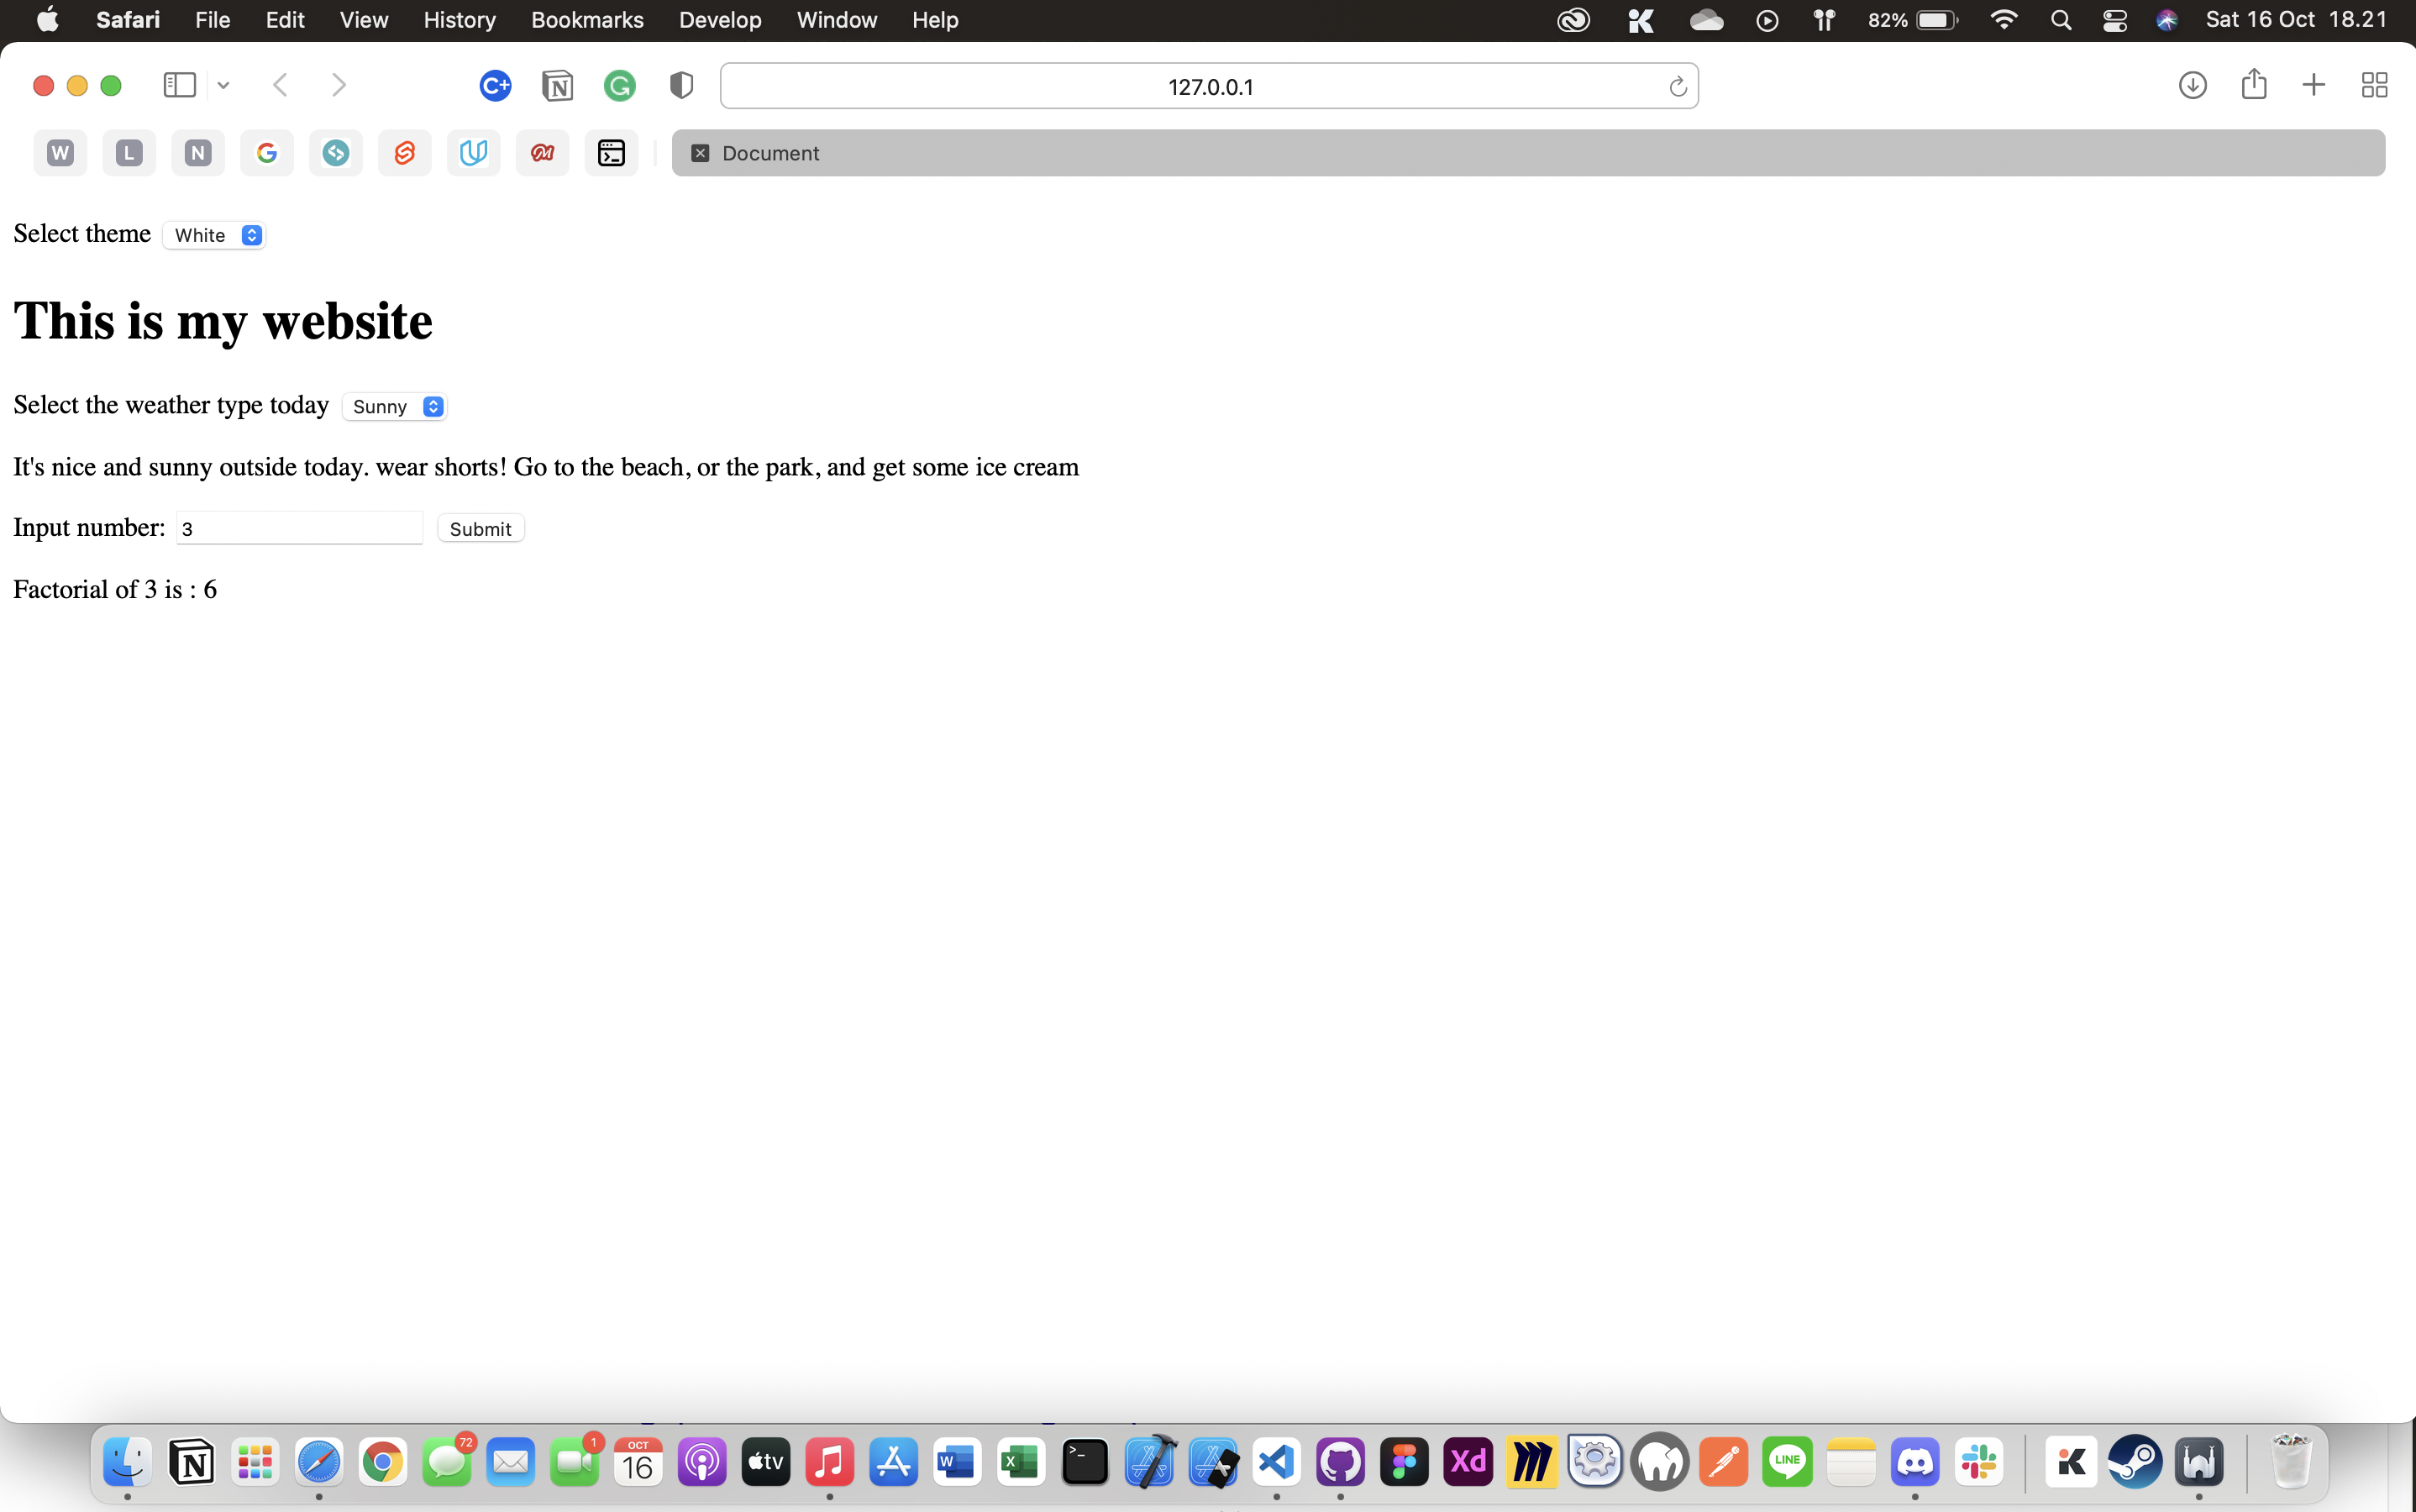 Safari File Edit View History Bookmarks Develop Window Help 82% Sat 16 Oct 18.21
C+ N G 127.0.0.1
W L N G Document
Select theme White
This is my website
Select the weather type today Sunny
It's nice and sunny outside today. wear shorts! Go to the beach, or the park, and get some ice cream
Input number: 3 Submit
Factorial of 3 is : 6
N 72 1 OCT 16 tv W X >_ Xd LINE K